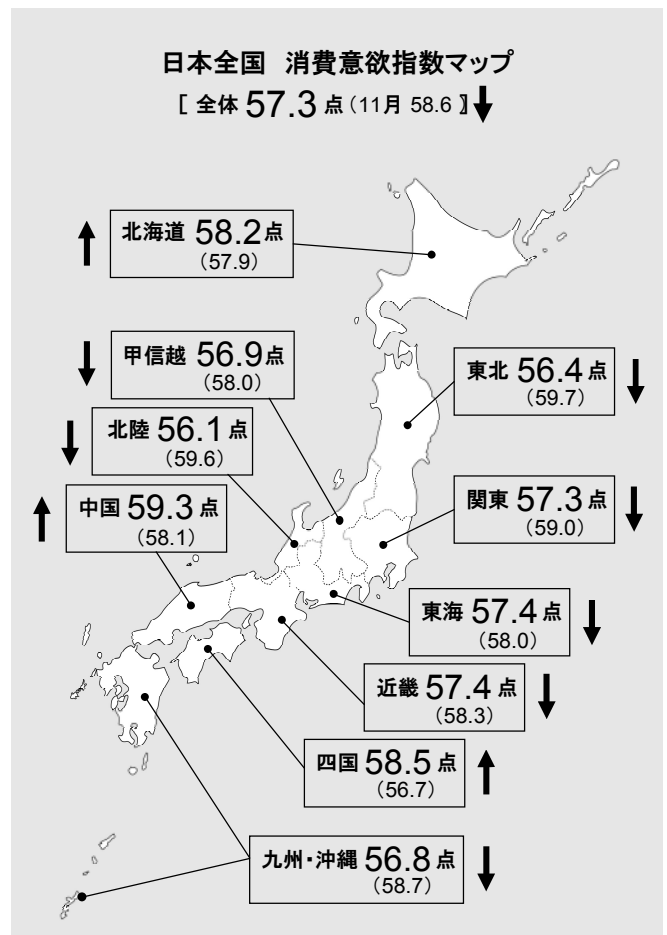 日本全国 消費意欲指数マップ
[ 全体 57.3 点 (11月 58.6 】
北海道 58.2点
(57.9)
甲信越 56.9点
(58.0)
東北 56.4点
(59.7)
北陸 56.1点
(59.6)
中国 59.3点
(58.1)
関東 57.3点
(59.0)
東海 57.4点
(58.0)
近畿 57.4点
(58.3)
四国 58.5点
(56.7)
九州・沖縄 56.8点
(58.7)